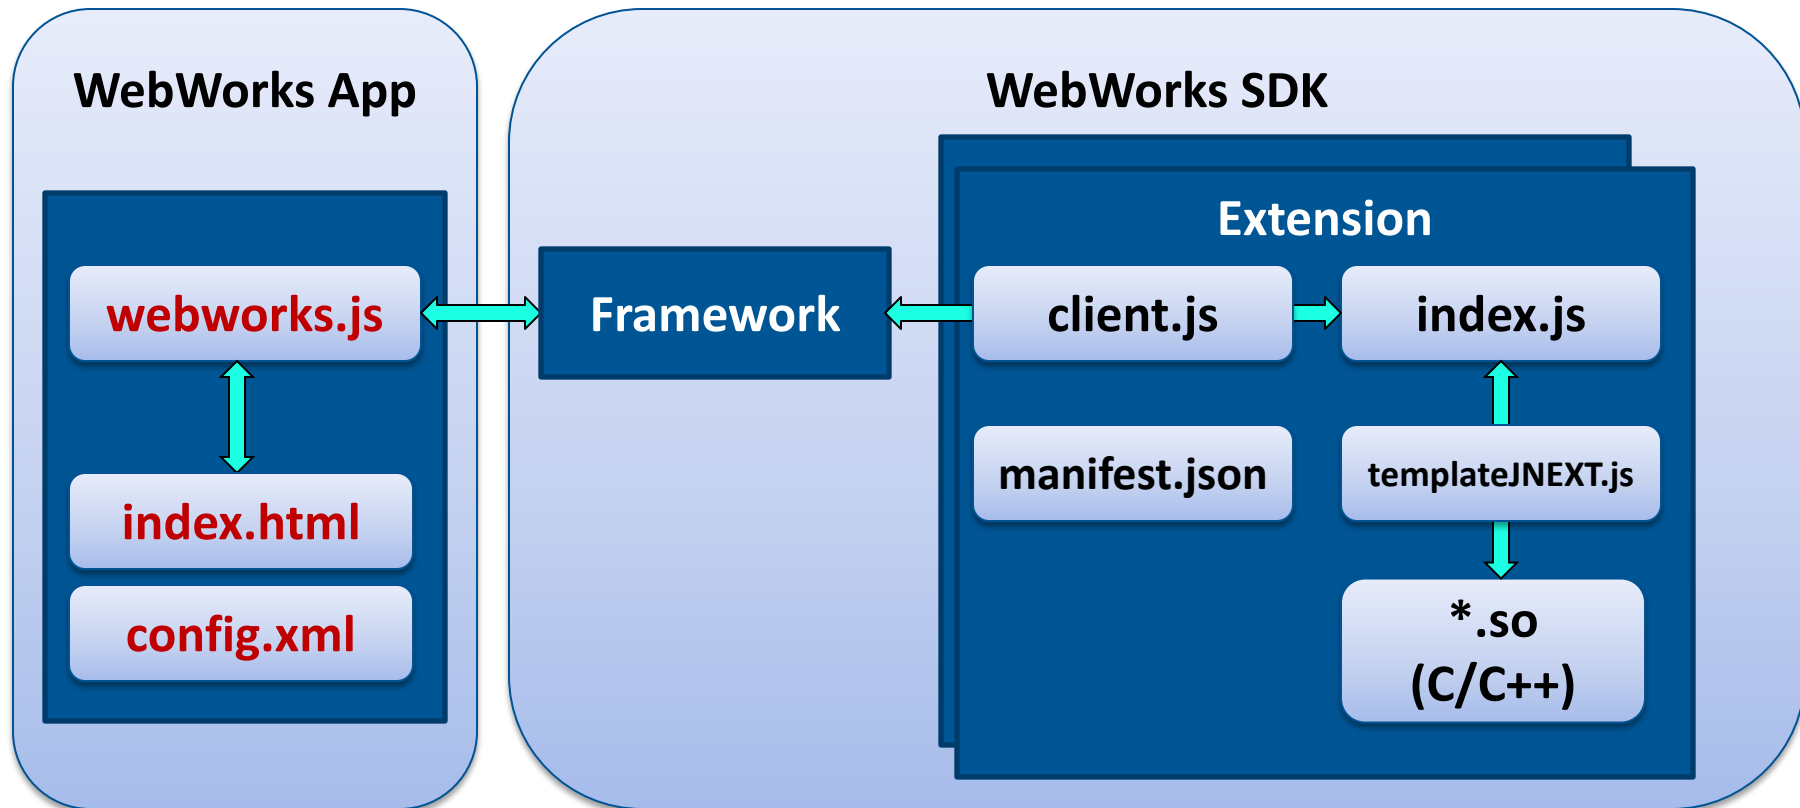 WebWorks App
webworks.js
index.html
config.xml
WebWorks SDK
Framework
Extension
client.js
index.js
manifest.json
templateJNEXT.js
*.so
(C/C++)